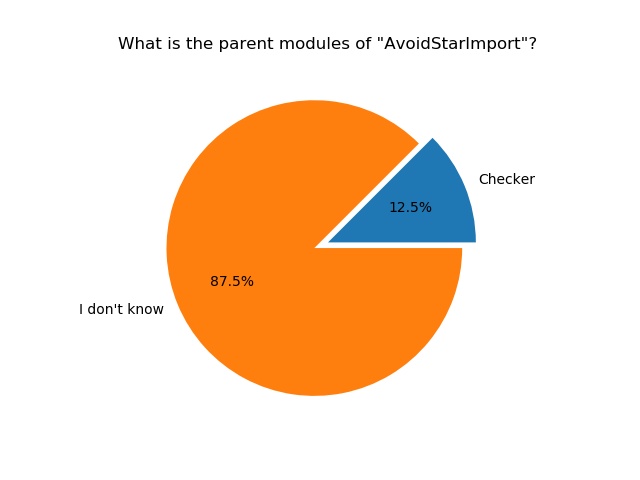 What is the parent modules of "AvoidStarImport"?
Checker
12.5%
87.5%
I don't know